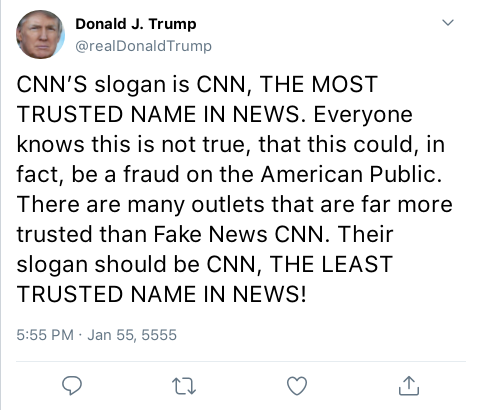 Donald J. Trump
@realDonaldTrump
CNN’S slogan is CNN, THE MOST
TRUSTED NAME IN NEWS. Everyone
knows this is not true, that this could, in
fact, be a fraud on the American Public.
There are many outlets that are far more
trusted than Fake News CNN. Their
slogan should be CNN, THE LEAST
TRUSTED NAME IN NEWS!
5:55 PM · Jan 55, 5555